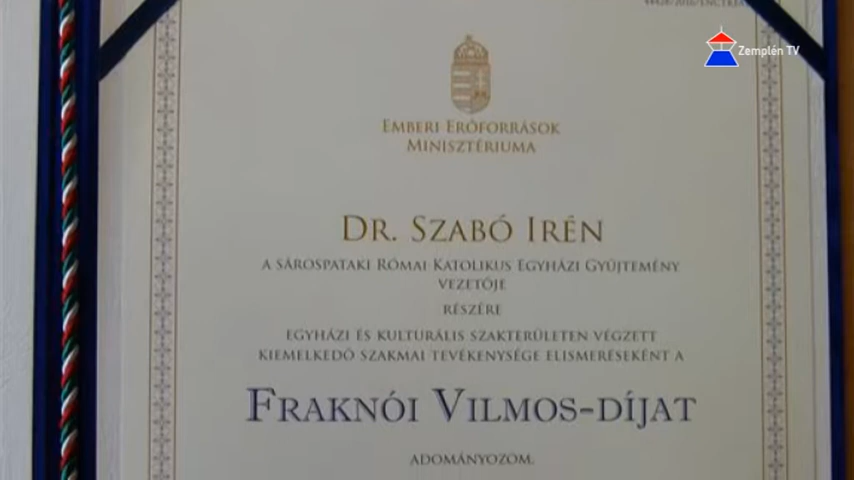 Zemplén TV
EMBERI ERŐFORRÁSOK
MINISZTÉRIUMA
DR. SZABÓ IRÉN
A SÁROSPATAKI RÓMAI KATOLIKUS EGYHÁZI GYŰJTEMÉNY
VEZETŐJE
RÉSZÉRE
EGYHÁZI ÉS KULTURÁLIS SZAKTERÜLETEN VÉGZETT
KIEMELKEDŐ SZAKMAI TEVÉKENYSÉGE ELISMERÉSEKÉNT A
FRAKNÓI VILMOS-DÍJAT
ADOMÁNYOZOM.